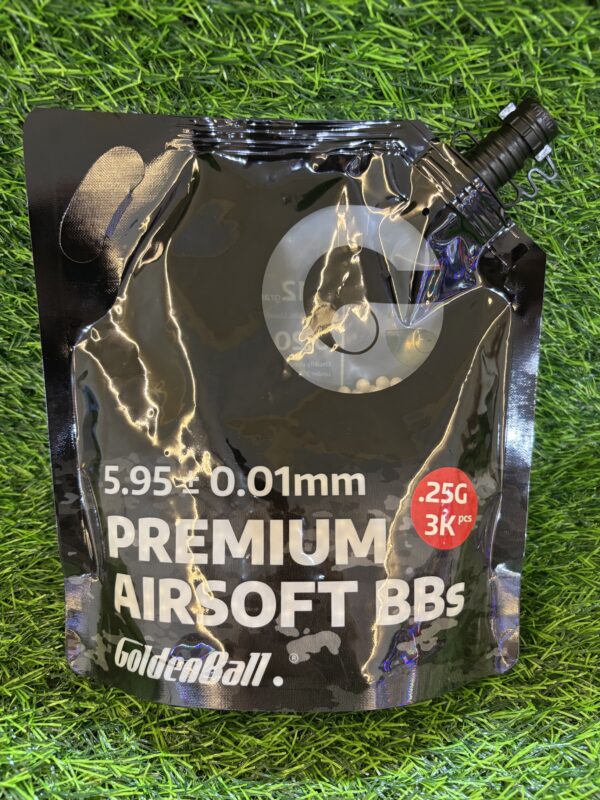 5.95 ± 0.01mm
.25G
3K pcs
PREMIUM
AIRSOFT BBs
GoldenBall ®